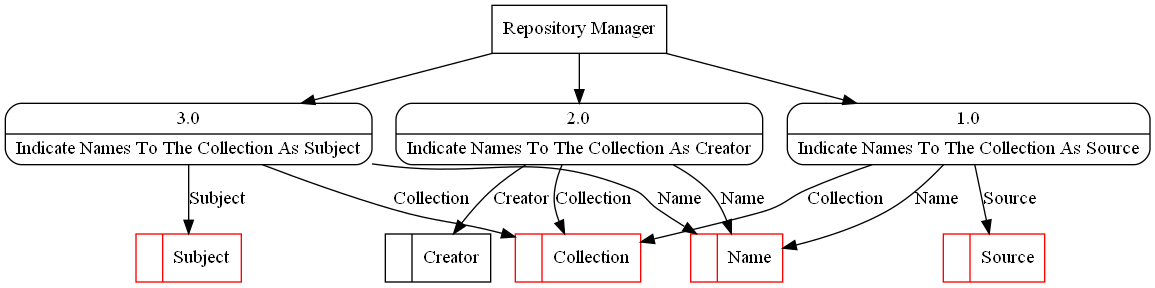 Repository Manager
3.0
Indicate Names To The Collection As Subject
2.0
Indicate Names To The Collection As Creator
1.0
Indicate Names To The Collection As Source
Subject
Collection
Creator
Collection
Name
Name
Collection
Name
Source
Subject
Creator
Collection
Name
Source